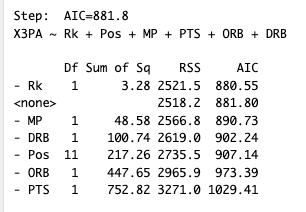 Step:  AIC=881.8
X3PA ~ Rk + Pos + MP + PTS + ORB + DRB
Df Sum of Sq    RSS     AIC
- Rk    1      3.28 2521.5  880.55
<none>              2518.2  881.80
- MP    1     48.58 2566.8  890.73
- DRB   1    100.74 2619.0  902.24
- Pos  11    217.26 2735.5  907.14
- ORB   1    447.65 2965.9  973.39
- PTS   1    752.82 3271.0 1029.41